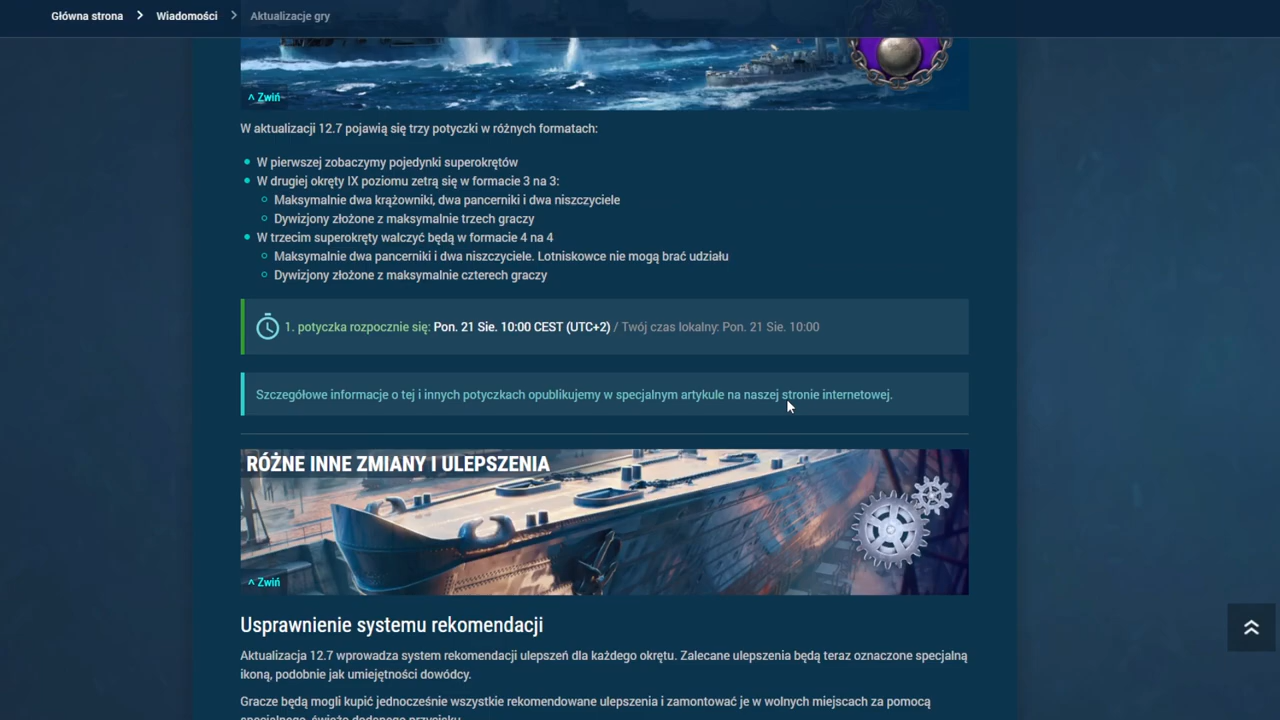 Główna strona > Wiadomości > Aktualizacje gry
^ Zwiń
W aktualizacji 12.7 pojawią się trzy potyczki w różnych formatach:
W pierwszej zobaczymy pojedynki superokrętów
W drugiej okręty IX poziomu zetrą się w formacie 3 na 3:
Maksymalnie dwa krążowniki, dwa pancerniki i dwa niszczyciele
Dywizjony złożone z maksymalnie trzech graczy
W trzecim superokręty walczyć będą w formacie 4 na 4
Maksymalnie dwa pancerniki i dwa niszczyciele. Lotniskowce nie mogą brać udziału
Dywizjony złożone z maksymalnie czterech graczy
1. potyczka rozpocznie się: Pon. 21 Sie. 10:00 CEST (UTC+2) / Twój czas lokalny: Pon. 21 Sie. 10:00
Szczegółowe informacje o tej i innych potyczkach opublikujemy w specjalnym artykule na naszej stronie internetowej.
RÓŻNE INNE ZMIANY I ULEPSZENIA
^ Zwiń
Usprawnienie systemu rekomendacji
Aktualizacja 12.7 wprowadza system rekomendacji ulepszeń dla każdego okrętu. Zalecane ulepszenia będą teraz oznaczone specjalną
ikoną, podobnie jak umiejętności dowódcy.
Gracze będą mogli kupić jednocześnie wszystkie rekomendowane ulepszenia i zamontować je w wolnych miejscach za pomocą
specjalnego, świeżo dodanego przycisku.